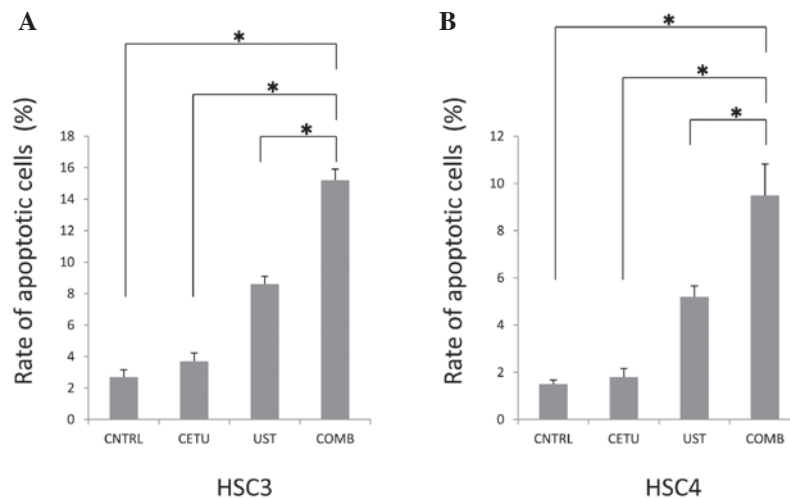 A
*
*
*
Rate of apoptotic cells (%)
18
16
14
12
10
8
6
4
2
0
CNTRL CETU UST COMB
HSC3
B
*
*
*
Rate of apoptotic cells (%)
12
10
8
6
4
2
0
CNTRL CETU UST COMB
HSC4